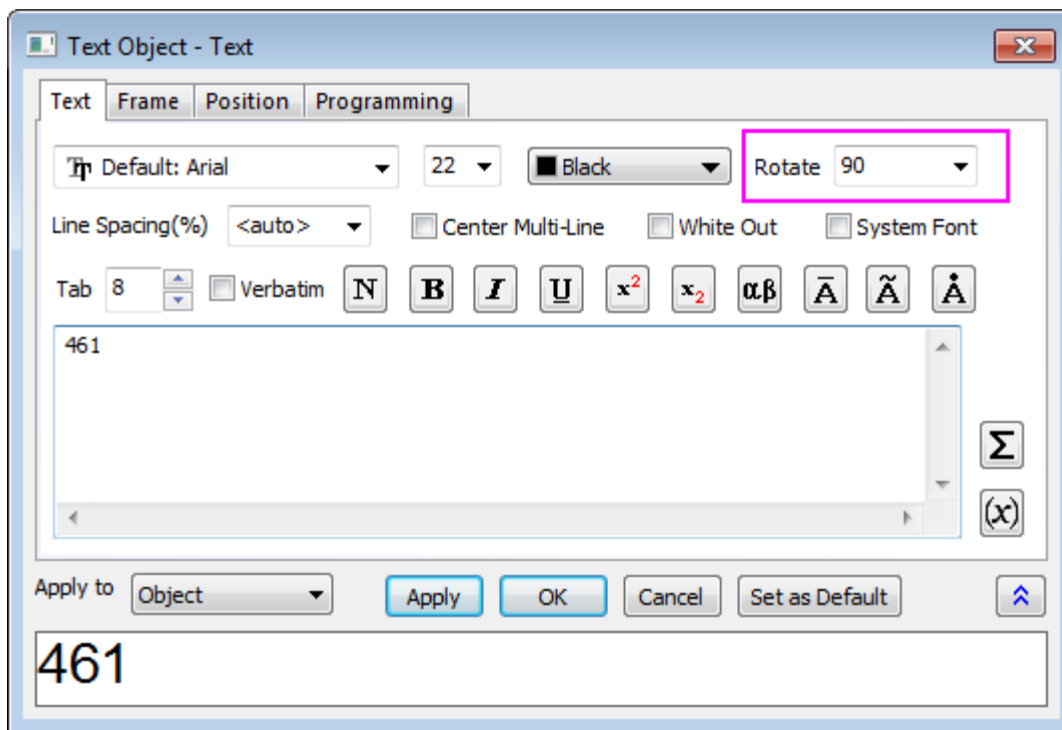 Text Object - Text
Text Frame Position Programming
Default: Arial 22 Black Rotate 90
Line Spacing(%) <auto> Center Multi-Line White Out System Font
Tab 8 Verbatim N B I U x² x₂ αβ Ā Ã Å
461
Σ
(x)
Apply to Object Apply OK Cancel Set as Default
461